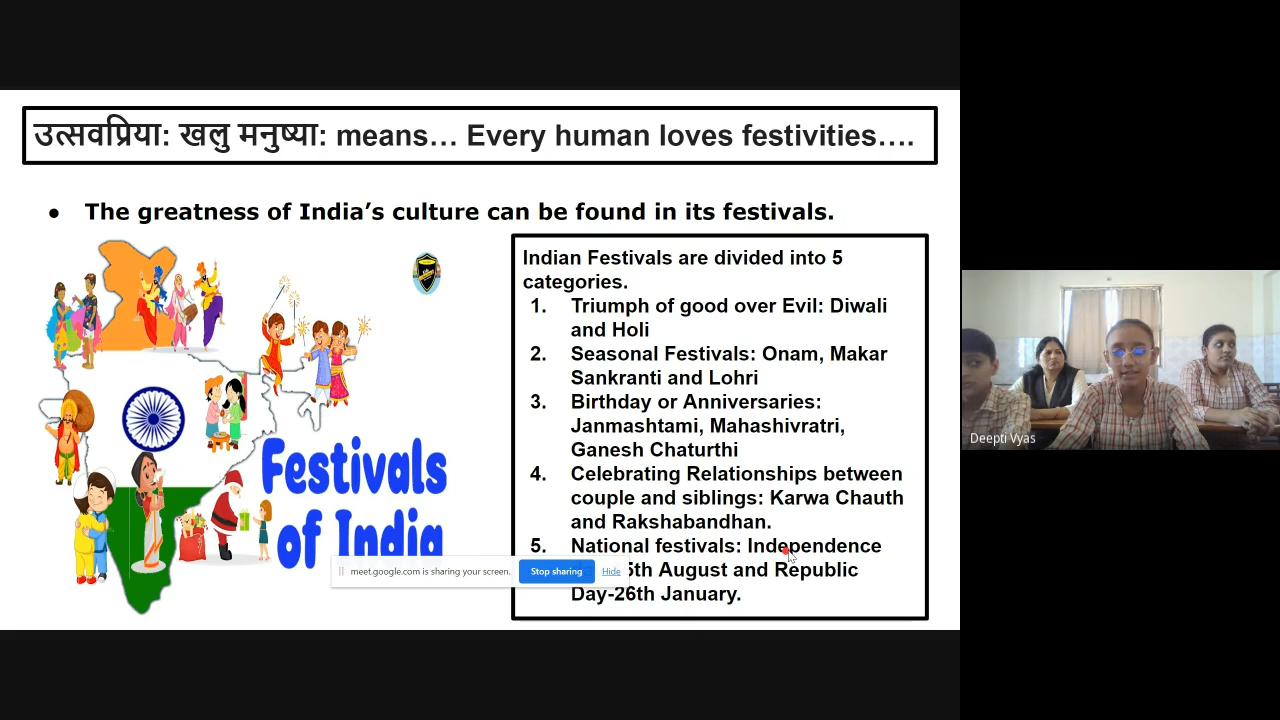 उत्सवप्रिया: खलु मनुष्या: means... Every human loves festivities....
● The greatness of India's culture can be found in its festivals.
Festivals
of India
Indian Festivals are divided into 5
categories.
1. Triumph of good over Evil: Diwali
and Holi
2. Seasonal Festivals: Onam, Makar
Sankranti and Lohri
3. Birthday or Anniversaries:
Janmashtami, Mahashivratri,
Ganesh Chaturthi
4. Celebrating Relationships between
couple and siblings: Karwa Chauth
and Rakshabandhan.
5. National festivals: Independence
5th August and Republic
Day-26th January.
meet.google.com is sharing your screen. Stop sharing Hide
Deepti Vyas